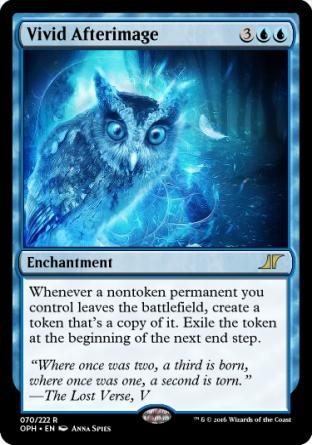 Vivid Afterimage 3
Enchantment
Whenever a nontoken permanent you
control leaves the battlefield, create a
token that's a copy of it. Exile the token
at the beginning of the next end step.
“Where once was two, a third is born,
where once was one, a second is torn.”
—The Lost Verse, V
070/222 R
OPH • EN Anna Spies
™ & © 2016 Wizards of the Coast